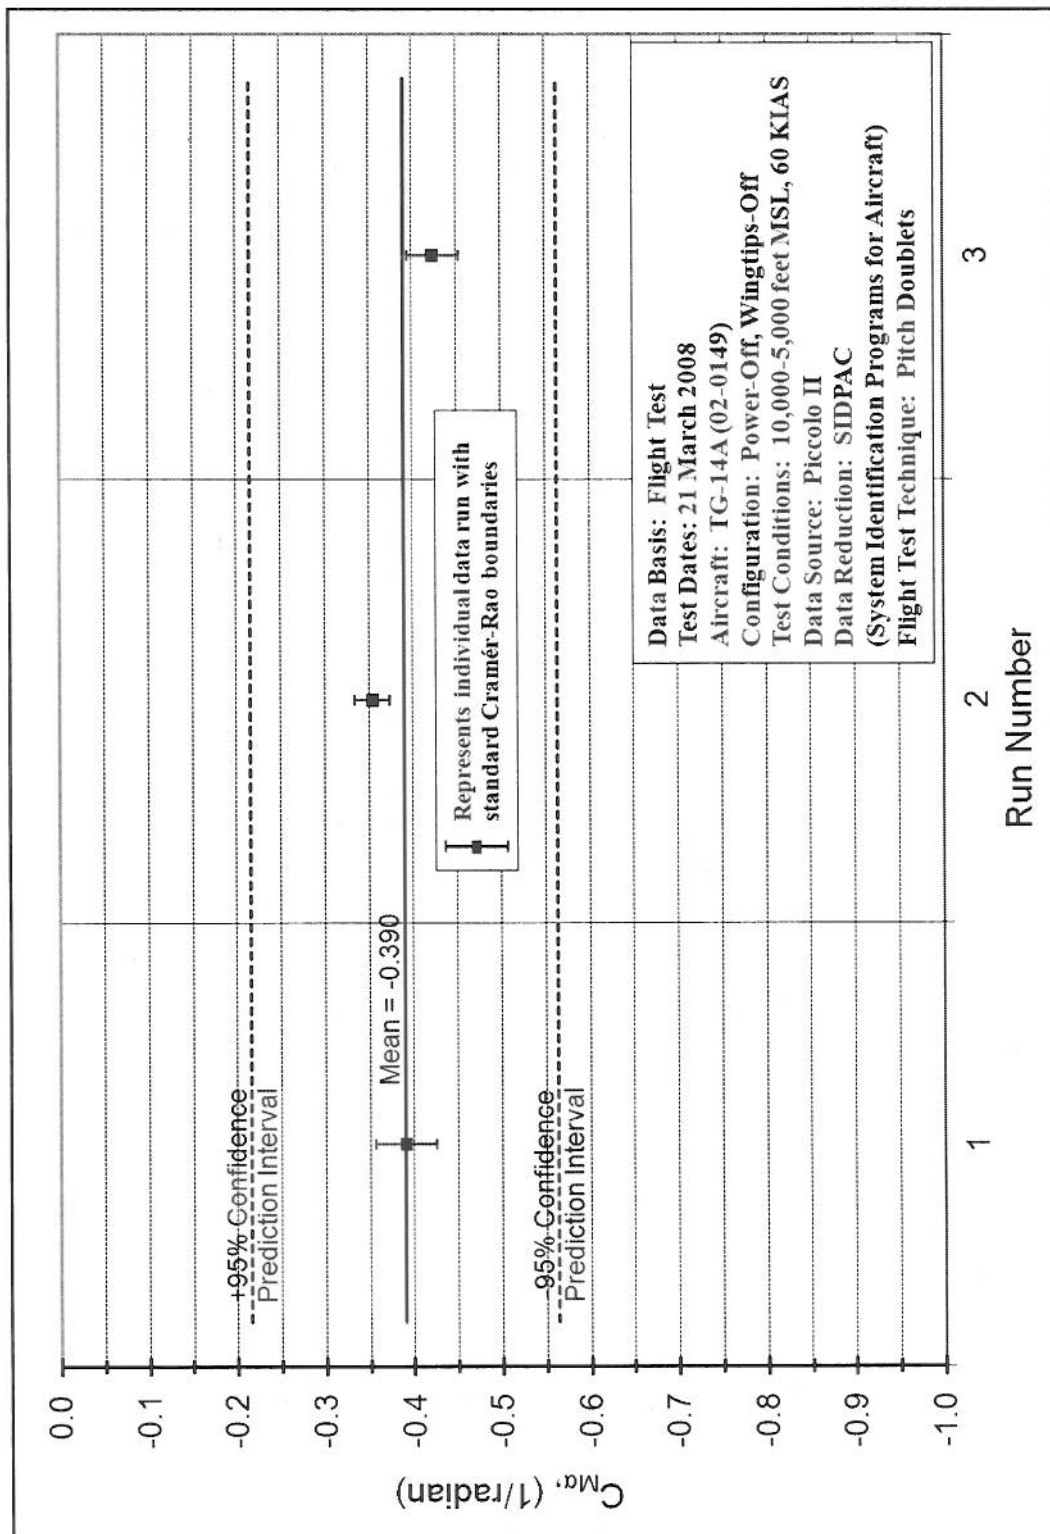 0.0
-0.1
-0.2
-0.3
-0.4
-0.5
-0.6
-0.7
-0.8
-0.9
-1.0
C_Mα, (1/radian)
+95% Confidence
Prediction Interval
Mean = -0.390
-95% Confidence
Prediction Interval
Represents individual data run with
standard Cramér-Rao boundaries
Data Basis: Flight Test
Test Dates: 21 March 2008
Aircraft: TG-14A (02-0149)
Configuration: Power-Off, Wingtips-Off
Test Conditions: 10,000-5,000 feet MSL, 60 KIAS
Data Source: Piccolo II
Data Reduction: SIDPAC
(System Identification Programs for Aircraft)
Flight Test Technique: Pitch Doublets
1
2
3
Run Number